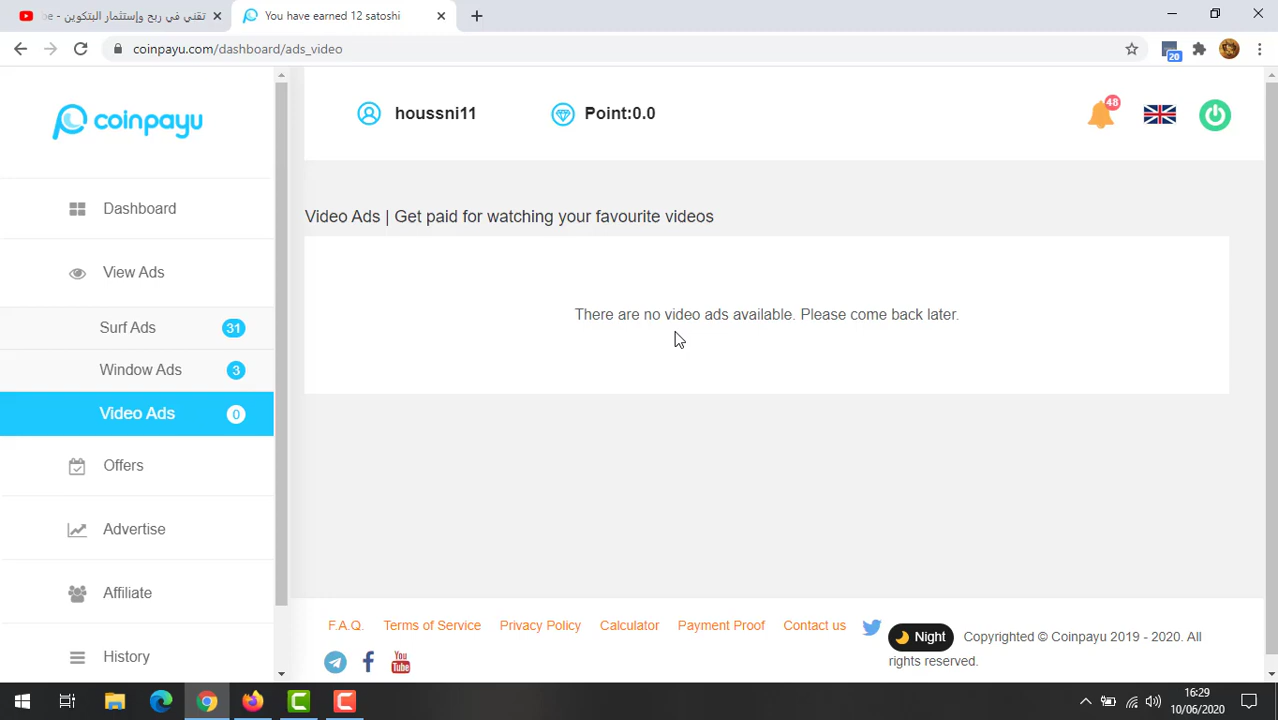 تقني في ربح وإستثمار البتكوين - be
You have earned 12 satoshi
coinpayu.com/dashboard/ads_video
20
coinpayu
houssni11
Point:0.0
48
Dashboard
View Ads
Surf Ads 31
Window Ads 3
Video Ads 0
Offers
Advertise
Affiliate
History
Video Ads | Get paid for watching your favourite videos
There are no video ads available. Please come back later.
F.A.Q. Terms of Service Privacy Policy Calculator Payment Proof Contact us
Night
Copyrighted © Coinpayu 2019 - 2020. All
rights reserved.
You
Tube
16:29
10/06/2020